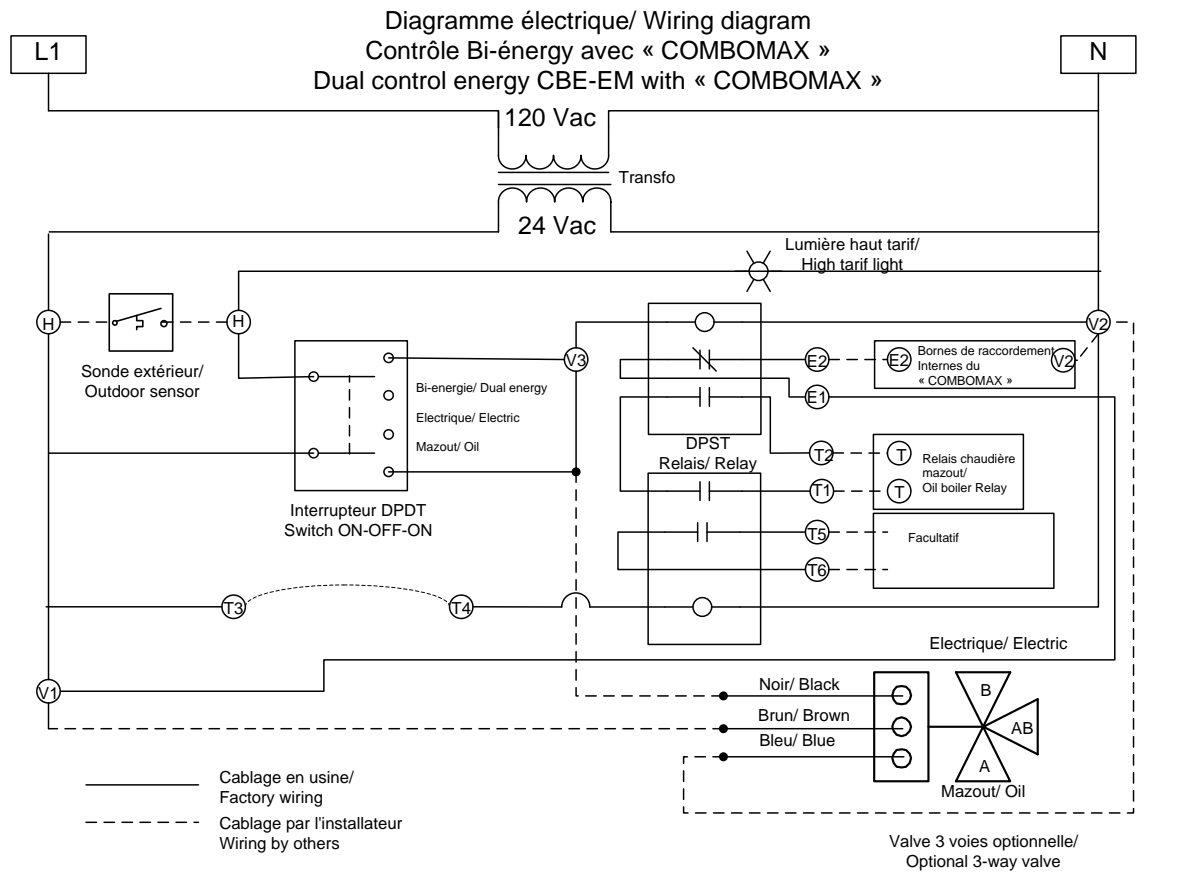 Diagramme électrique/ Wiring diagram
Contrôle Bi-énergy avec « COMBOMAX »
Dual control energy CBE-EM with « COMBOMAX »
L1
N
120 Vac
Transfo
24 Vac
Lumière haut tarif/
High tarif light
H
H
V2
Sonde extérieur/
Outdoor sensor
V3
E2
E2
Bornes de raccordement
Internes du
« COMBOMAX »
V2
Bi-energie/ Dual energy
Electrique/ Electric
Mazout/ Oil
E1
DPST
Relais/ Relay
T2
T
Relais chaudière
mazout/
Oil boiler Relay
T1
T
Interrupteur DPDT
Switch ON-OFF-ON
T5
Facultatif
T6
T3
T4
Electrique/ Electric
V1
Noir/ Black
Brun/ Brown
Bleu/ Blue
B
AB
A
Mazout/ Oil
Cablage en usine/
Factory wiring
Cablage par l'installateur
Wiring by others
Valve 3 voies optionnelle/
Optional 3-way valve